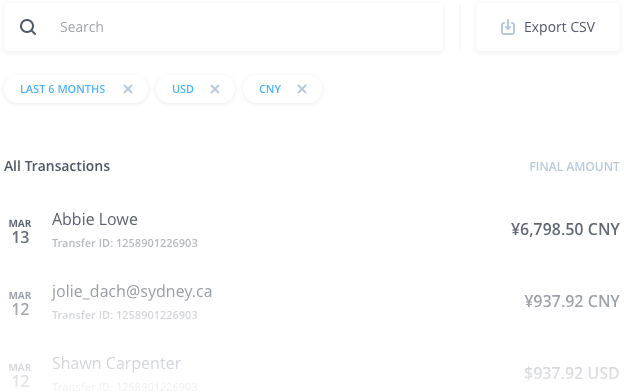 Search
Export CSV
LAST 6 MONTHS
USD
CNY
All Transactions
FINAL AMOUNT
MAR
13
Abbie Lowe
Transfer ID: 1258901226903
¥6,798.50 CNY
MAR
12
jolie_dach@sydney.ca
Transfer ID: 1258901226903
¥937.92 CNY
MAR
12
Shawn Carpenter
Transfer ID: 1258901226903
$937.92 USD